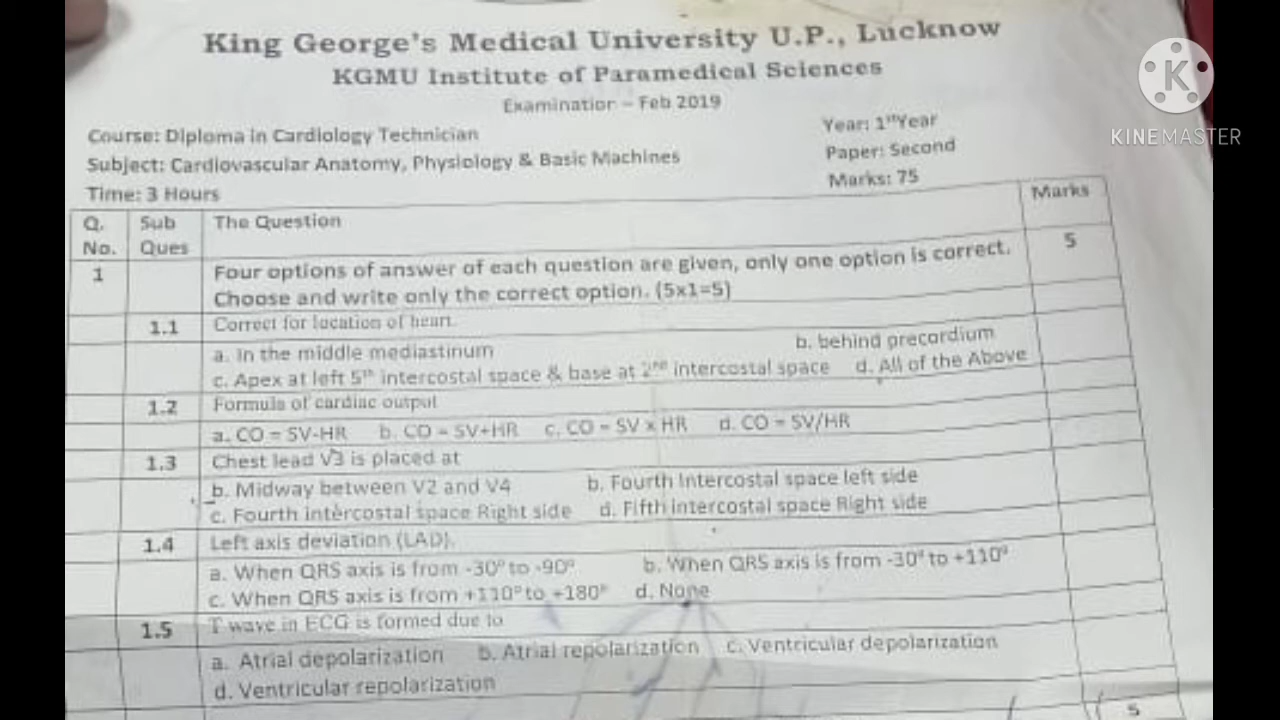 King George's Medical University U.P., Lucknow
KGMU Institute of Paramedical Sciences
Examination – Feb 2019
Course: Diploma in Cardiology Technician
Year: 1stYear
Subject: Cardiovascular Anatomy, Physiology & Basic Machines
Paper: Second
Time: 3 Hours
Marks: 75
Q. No. Sub Ques The Question Marks
1 Four options of answer of each question are given, only one option is correct. 5
Choose and write only the correct option. (5x1=5)
1.1 Correct for location of heart.
a. In the middle mediastinum b. behind precordium
c. Apex at left 5th intercostal space & base at 2nd intercostal space d. All of the Above
1.2 Formula of cardiac output
a. CO = SV-HR b. CO = SV+HR c. CO = SV x HR d. CO = SV/HR
1.3 Chest lead V3 is placed at
b. Midway between V2 and V4 b. Fourth Intercostal space left side
c. Fourth intercostal space Right side d. Fifth intercostal space Right side
1.4 Left axis deviation (LAD).
a. When QRS axis is from -30° to -90° b. When QRS axis is from -30° to +110°
c. When QRS axis is from +110° to +180° d. None
1.5 T wave in ECG is formed due to
a. Atrial depolarization b. Atrial repolarization c. Ventricular depolarization
d. Ventricular repolarization
5
K
KINEMASTER